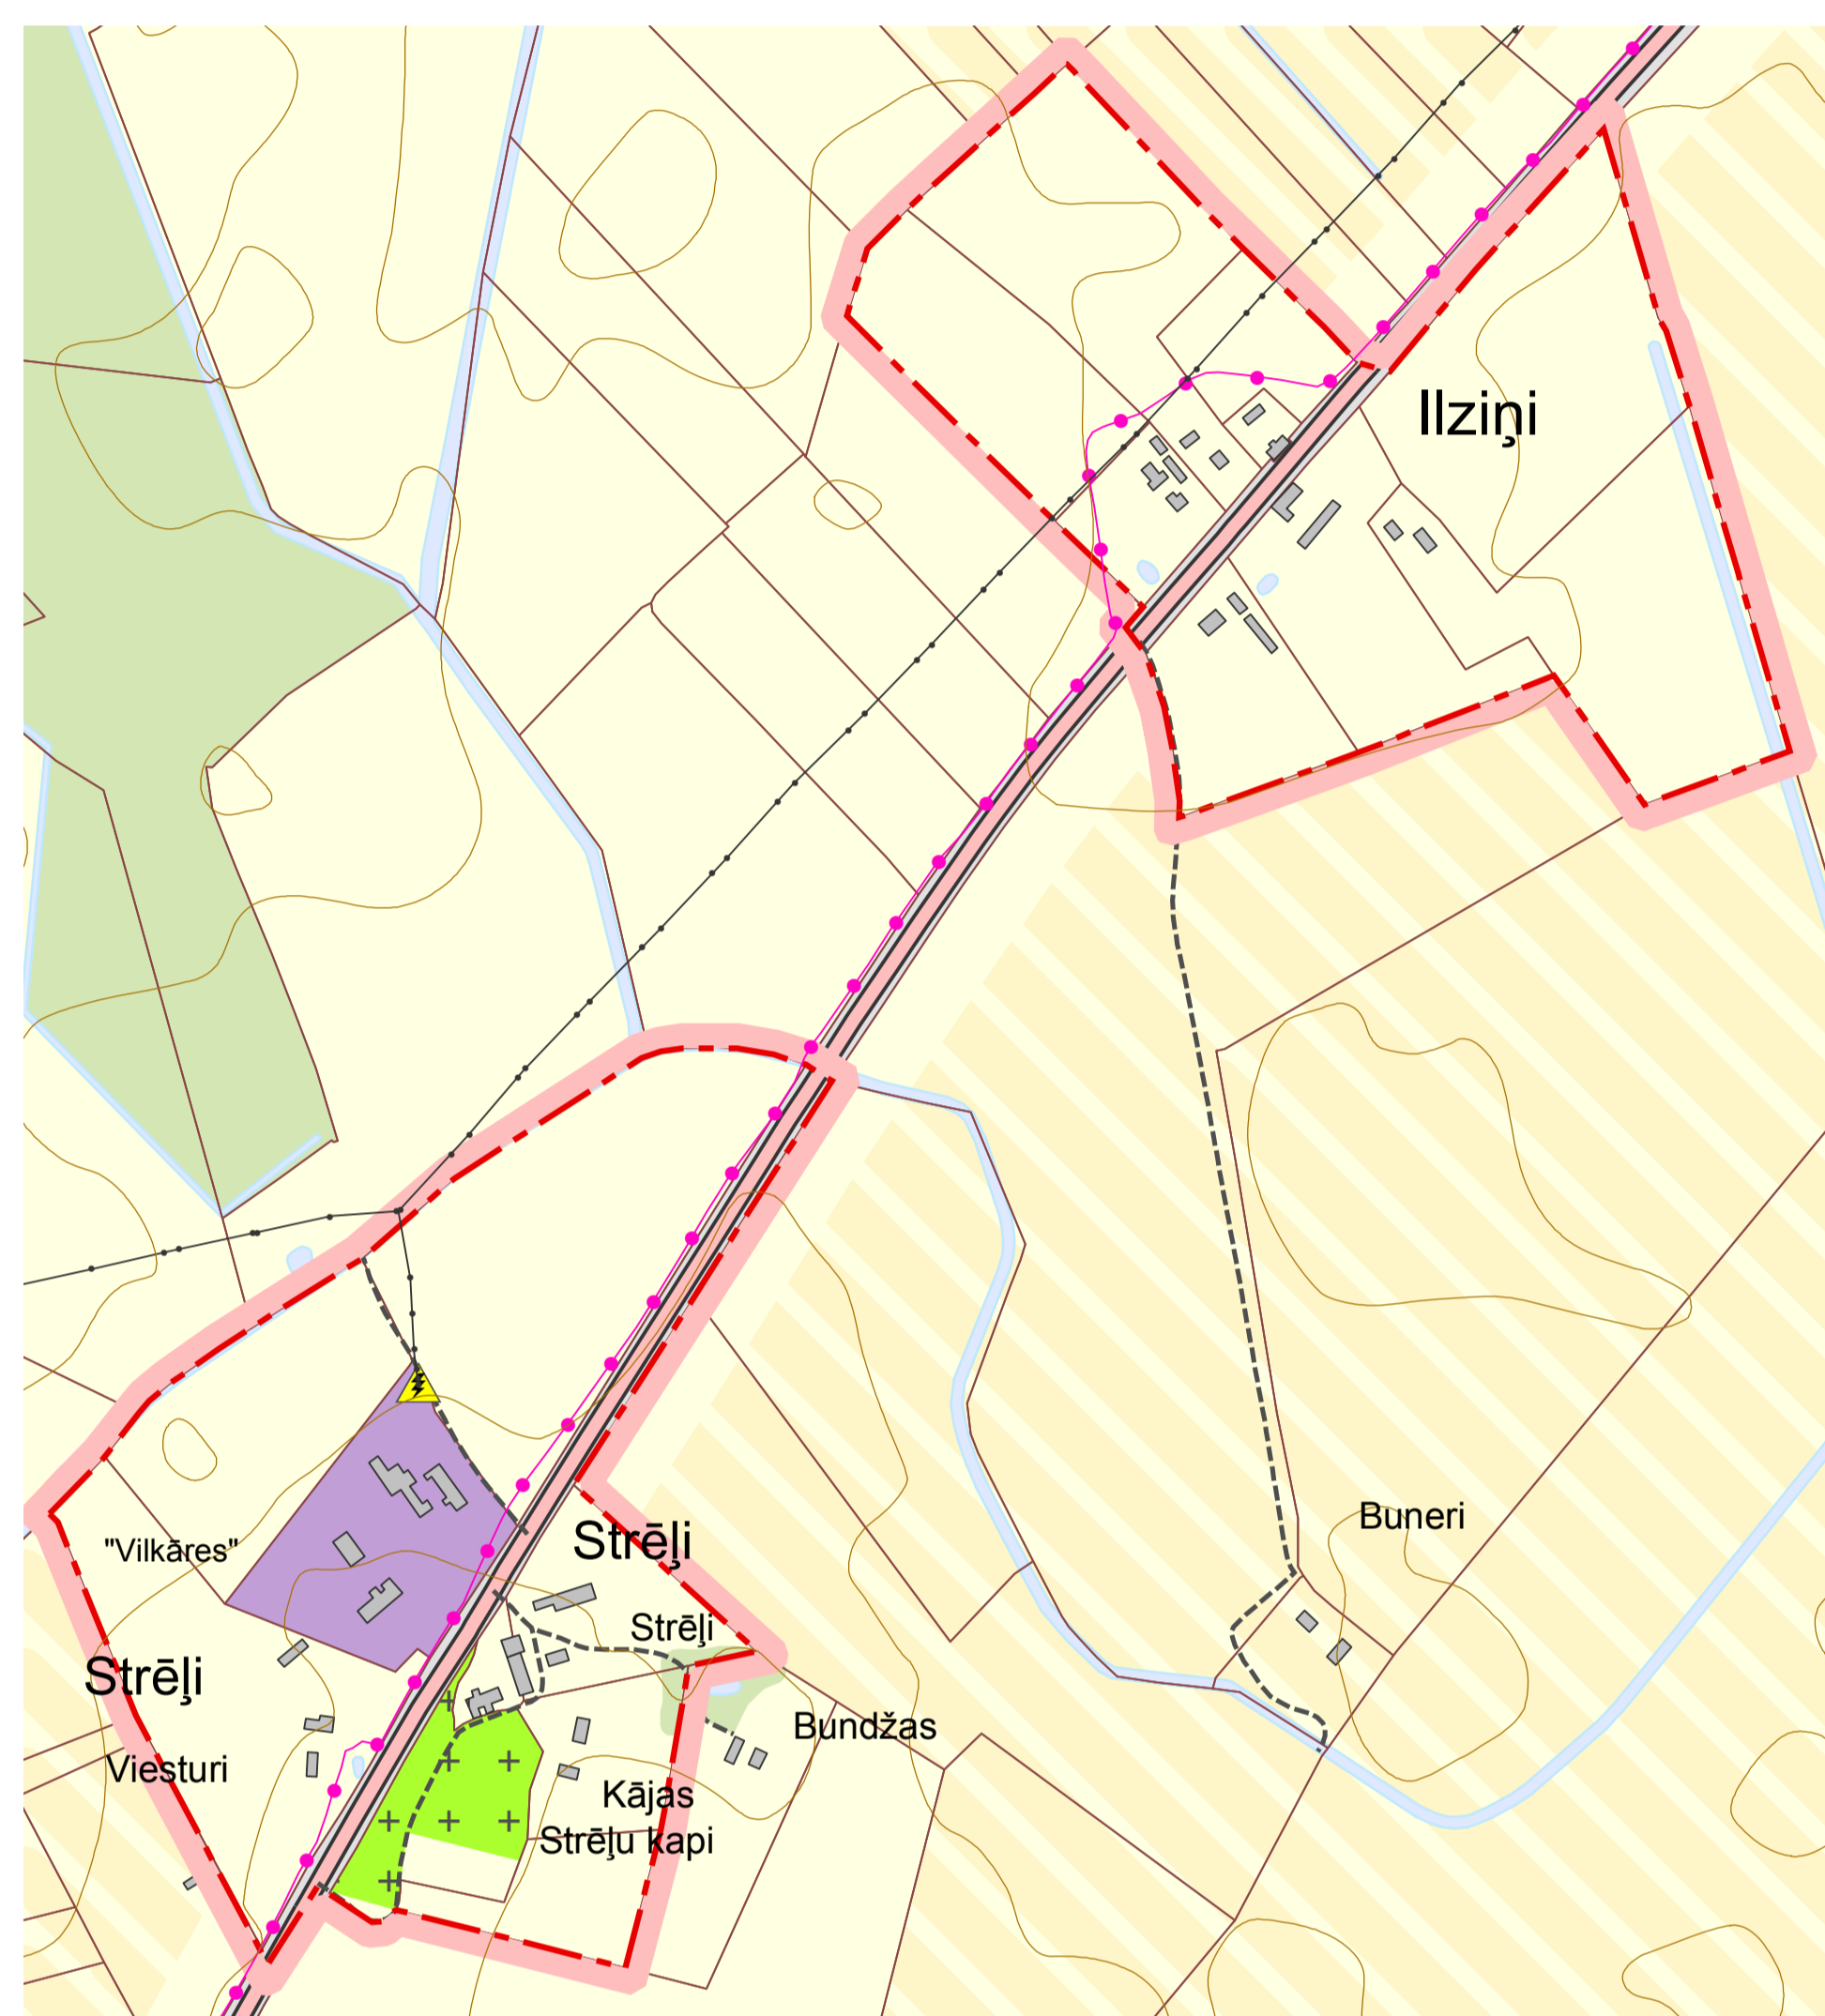 Ilziņi
Buneri
"Vilkāres"
Strēļi
Strēļi
Strēļi
Bundžas
Viesturi
Kājas
Strēļu kapi